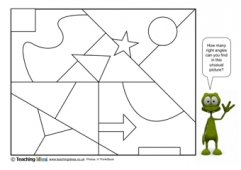 How many
right angles
can you find
in this
unusual
picture?
© Teaching Ideas www.teachingideas.co.uk